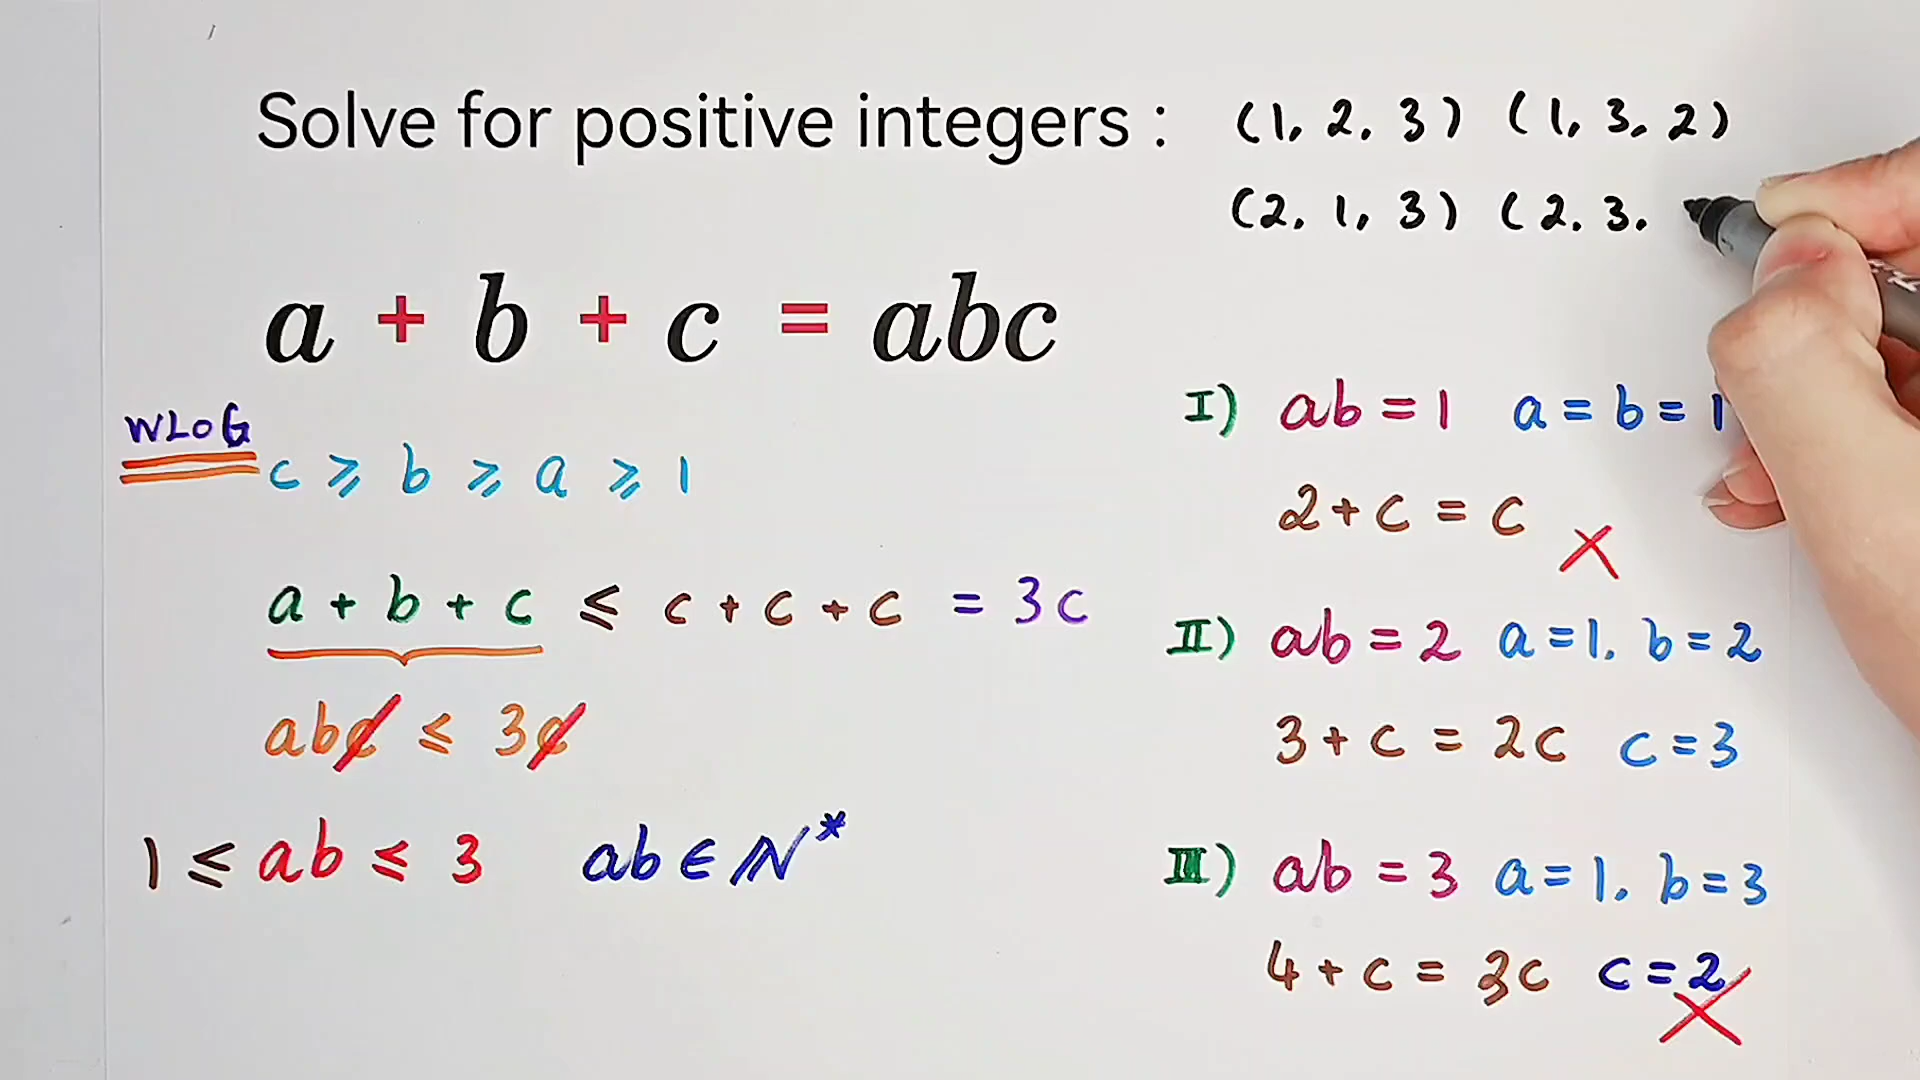 Solve for positive integers : (1, 2, 3) (1, 3, 2)
(2, 1, 3) (2, 3,
a + b + c = abc
WLOG
c ⩾ b ⩾ a ⩾ 1
a + b + c ⩽ c + c + c = 3c
abc ⩽ 3c
1 ⩽ ab ⩽ 3 ab ∈ ℕ*
I) ab = 1 a = b = 1
2 + c = c ×
II) ab = 2 a = 1, b = 2
3 + c = 2c c = 3
III) ab = 3 a = 1, b = 3
4 + c = 3c c = 2 ×